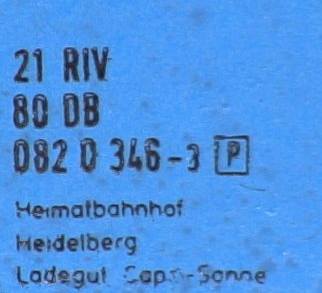 21 RIV
80 DB
082 0 346-3 P
Heimatbahnhof
Heidelberg
Ladegut Capri-Sonne